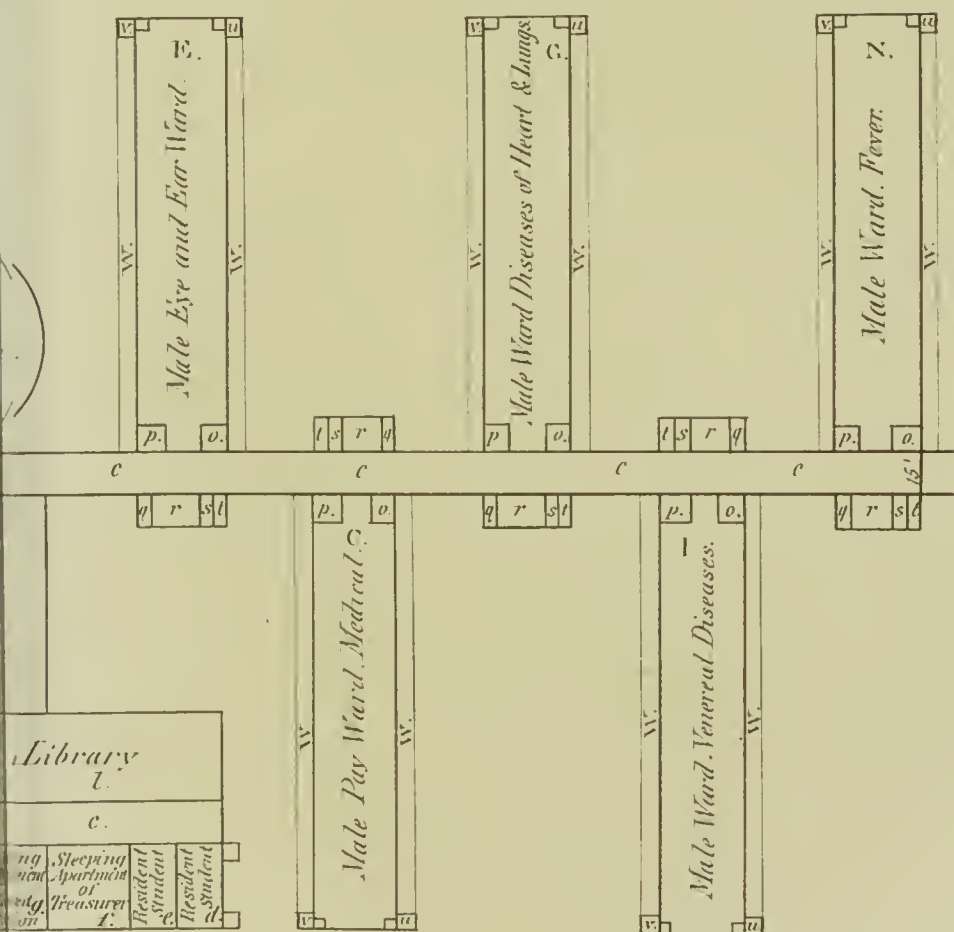 v. u
E.
Male Eye and Ear Ward.
W. W.
p. o.
v. u
G.
Male Ward Diseases of Heart & Lungs.
W. W.
p o.
v. u
Z.
Male Ward. Fever.
W. W.
p. o.
t s r q
t s r q
c c c c 15'
q r s t
q r s t
q r s t
p. o.
C.
Male Pay Ward. Medical.
W. W.
v u
p. o.
I
Male Ward. Venereal Diseases.
W. W.
v. u
Library
l.
c.
Sleeping
Apartment
of
Treasurer
f.
Resident
Student
e.
Resident
Student
d.
g.